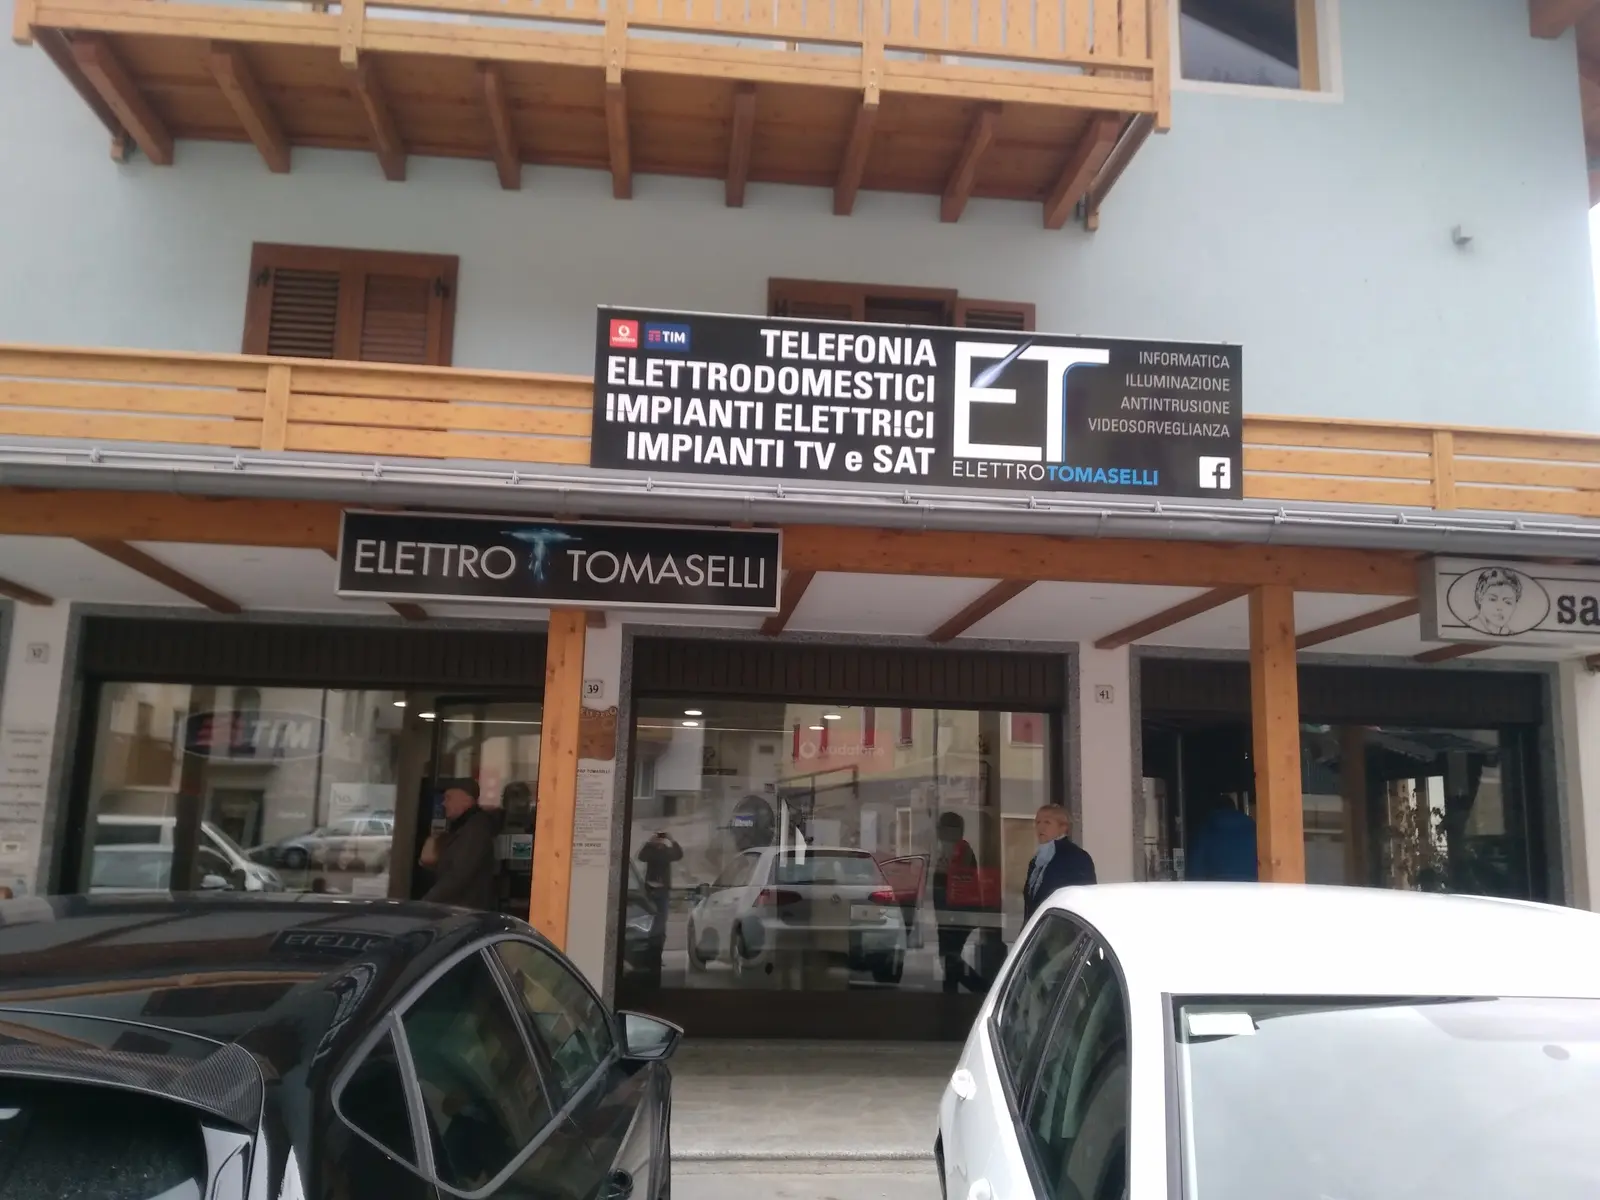 vodafone
TIM
TELEFONIA
ELETTRODOMESTICI
IMPIANTI ELETTRICI
IMPIANTI TV e SAT
ET
ELETTROTOMASELLI
INFORMATICA
ILLUMINAZIONE
ANTINTRUSIONE
VIDEOSORVEGLIANZA
f
ELETTRO T TOMASELLI
sa
39
41
TIM
vodafone